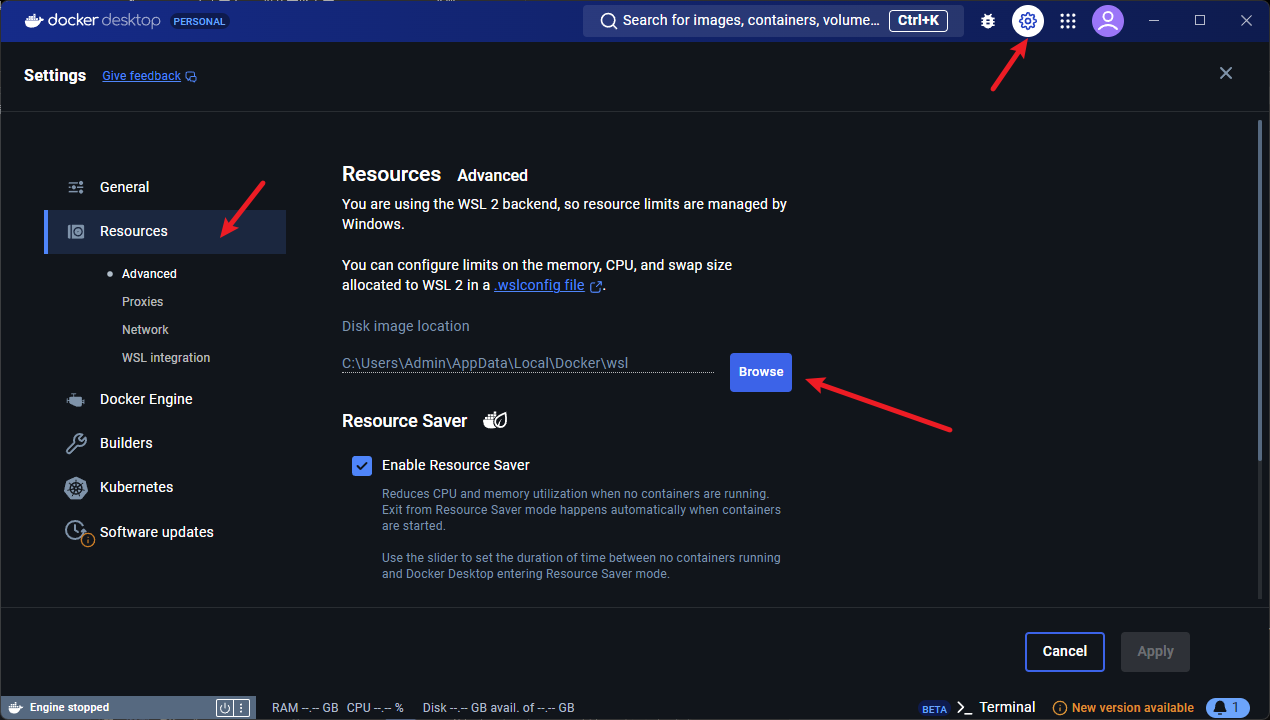 docker desktop PERSONAL
Search for images, containers, volume... Ctrl+K
Settings Give feedback
General
Resources
Advanced
Proxies
Network
WSL integration
Docker Engine
Builders
Kubernetes
Software updates
Resources Advanced
You are using the WSL 2 backend, so resource limits are managed by
Windows.
You can configure limits on the memory, CPU, and swap size
allocated to WSL 2 in a .wslconfig file.
Disk image location
C:\Users\Admin\AppData\Local\Docker\wsl
Browse
Resource Saver
Enable Resource Saver
Reduces CPU and memory utilization when no containers are running.
Exit from Resource Saver mode happens automatically when containers
are started.
Use the slider to set the duration of time between no containers running
and Docker Desktop entering Resource Saver mode.
Cancel
Apply
Engine stopped
RAM --.-- GB CPU --.-- % Disk --.-- GB avail. of --.-- GB
BETA >_ Terminal
New version available
1